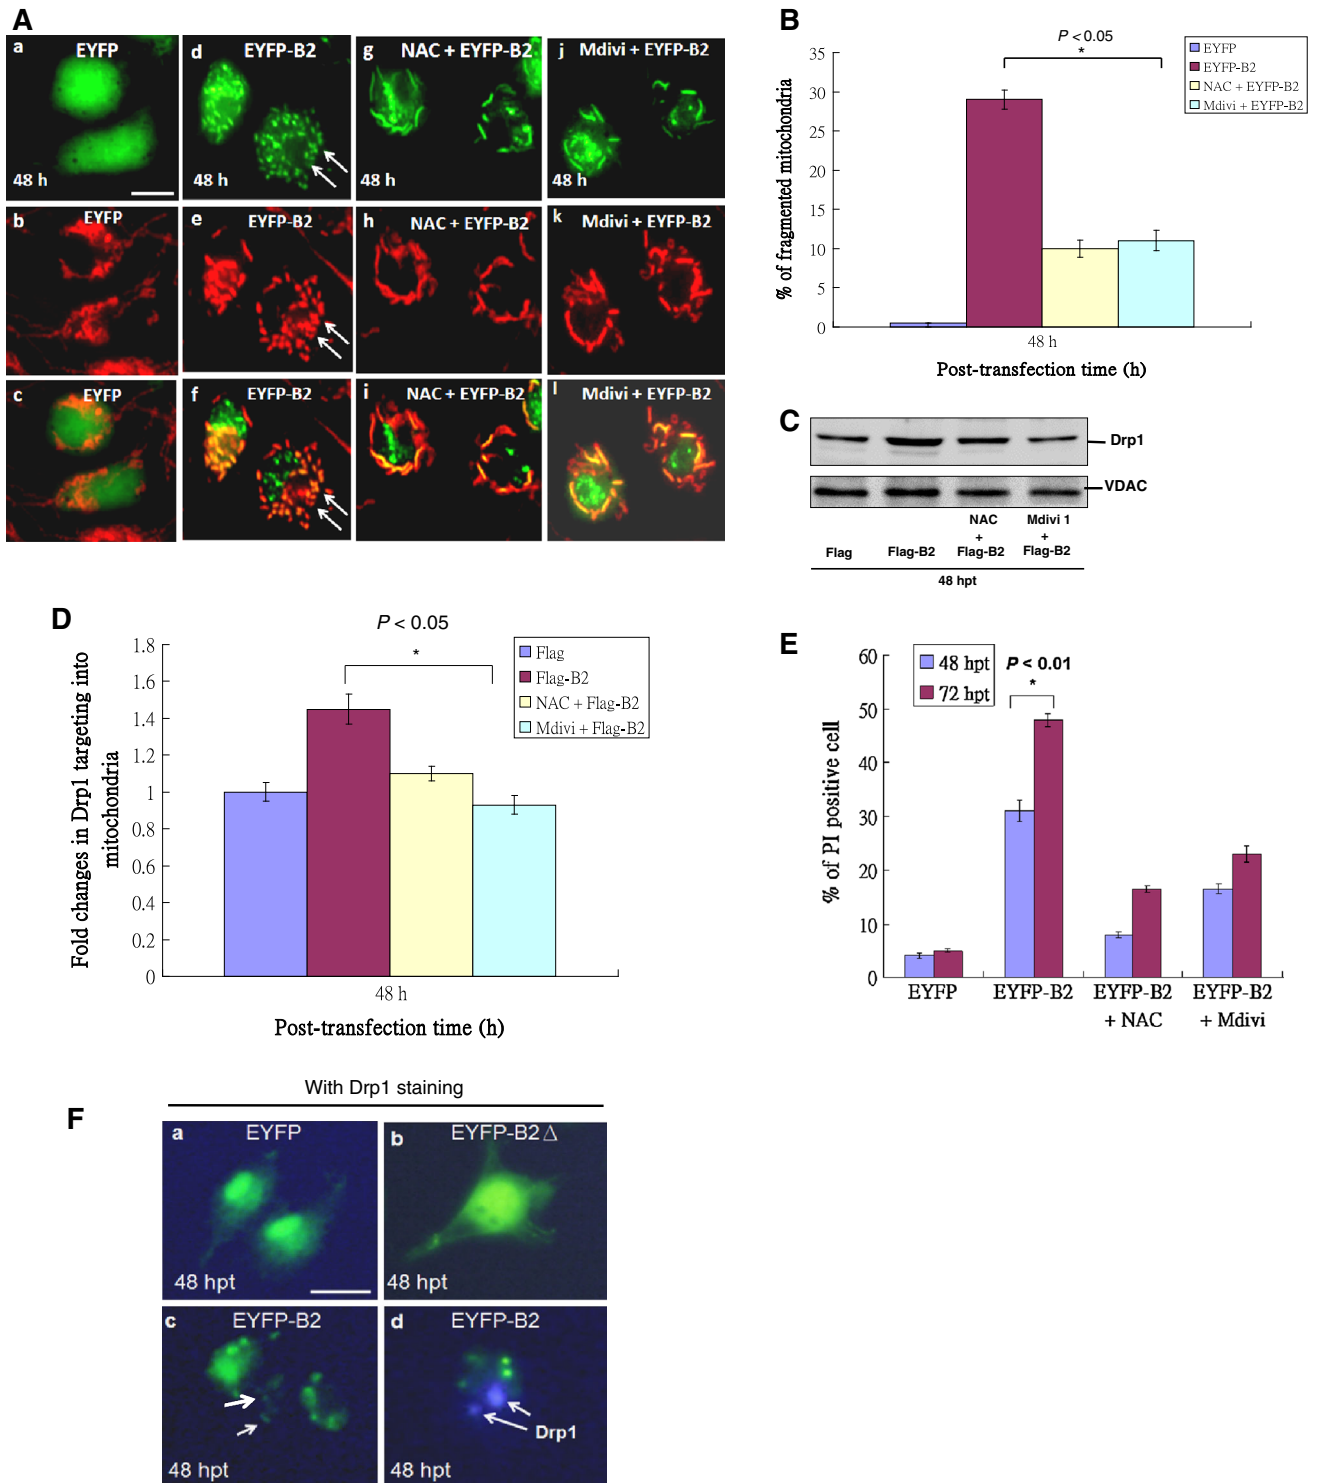 A
a
EYFP
48 h
d
EYFP-B2
48 h
g
NAC + EYFP-B2
48 h
j
Mdivi + EYFP-B2
48 h
b
EYFP
e
EYFP-B2
h
NAC + EYFP-B2
k
Mdivi + EYFP-B2
c
EYFP
f
EYFP-B2
i
NAC + EYFP-B2
l
Mdivi + EYFP-B2
B
P < 0.05
*
EYFP
EYFP-B2
NAC + EYFP-B2
Mdivi + EYFP-B2
% of fragmented mitochondria
35
30
25
20
15
10
5
0
48 h
Post-transfection time (h)
C
Drp1
VDAC
Flag
Flag-B2
NAC
+
Flag-B2
Mdivi 1
+
Flag-B2
48 hpt
D
P < 0.05
*
Flag
Flag-B2
NAC + Flag-B2
Mdivi + Flag-B2
Fold changes in Drp1 targeting into
mitochondria
1.8
1.6
1.4
1.2
1
0.8
0.6
0.4
0.2
0
48 h
Post-transfection time (h)
E
48 hpt
72 hpt
P < 0.01
*
% of PI positive cell
60
50
40
30
20
10
0
EYFP
EYFP-B2
EYFP-B2
+ NAC
EYFP-B2
+ Mdivi
With Drp1 staining
F
a
EYFP
48 hpt
b
EYFP-B2 Δ
48 hpt
c
EYFP-B2
48 hpt
d
EYFP-B2
Drp1
48 hpt